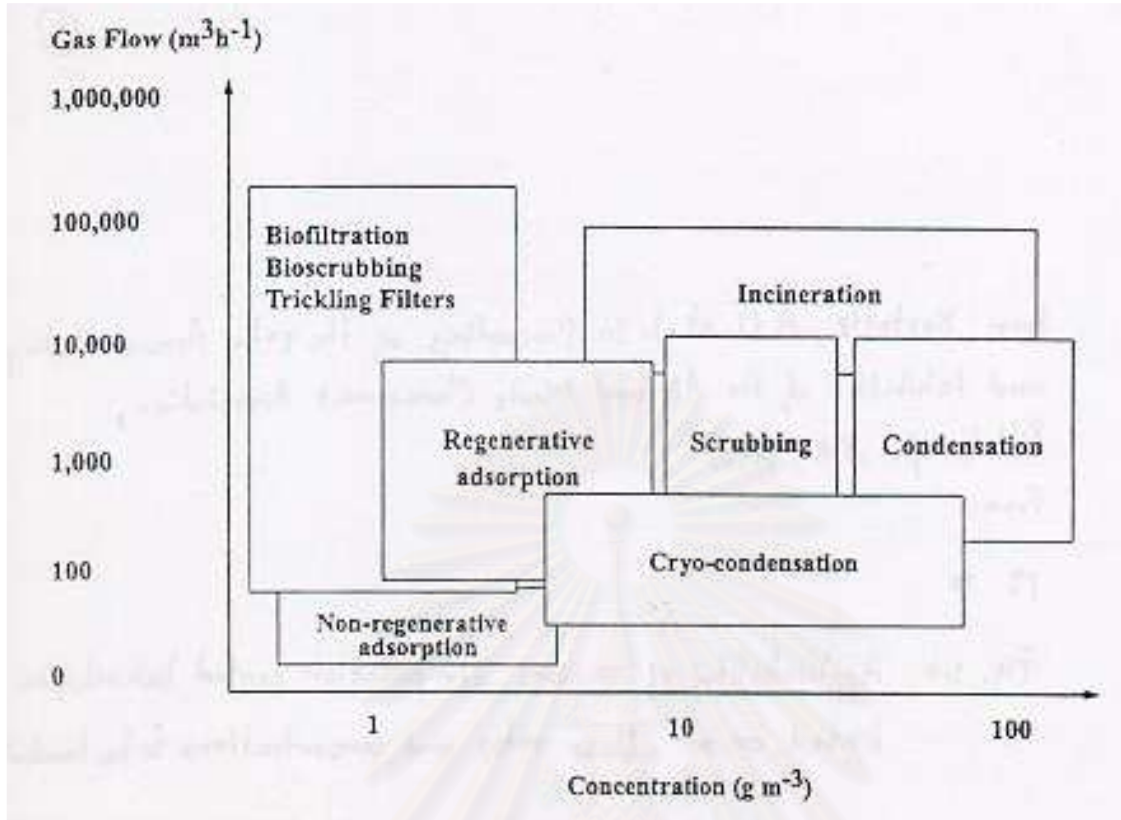 Gas Flow (m³h⁻¹)
1,000,000
100,000
10,000
1,000
100
0
Biofiltration
Bioscrubbing
Trickling Filters
Incineration
Regenerative
adsorption
Scrubbing
Condensation
Cryo-condensation
Non-regenerative
adsorption
1
10
100
Concentration (g m⁻³)